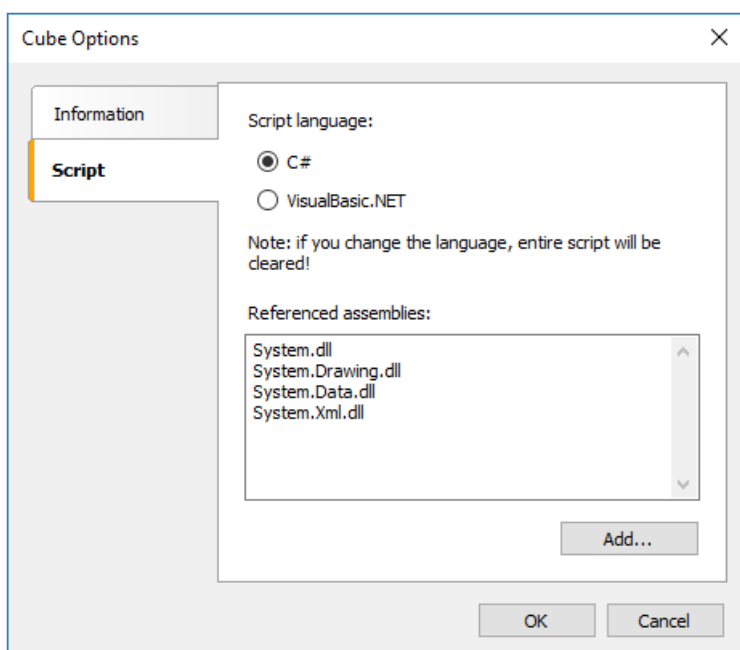 Cube Options
Information
Script
Script language:
C#
VisualBasic.NET
Note: if you change the language, entire script will be
cleared!
Referenced assemblies:
System.dll
System.Drawing.dll
System.Data.dll
System.Xml.dll
Add...
OK
Cancel